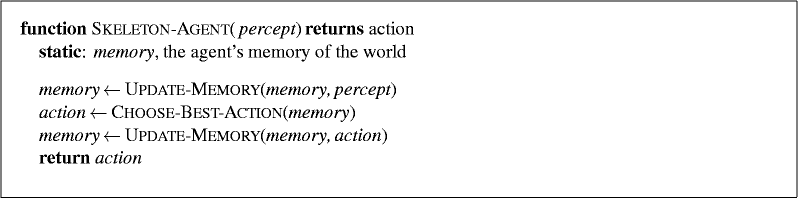 function SKELETON-AGENT( percept) returns action
static: memory, the agent's memory of the world
memory ← UPDATE-MEMORY(memory, percept)
action ← CHOOSE-BEST-ACTION(memory)
memory ← UPDATE-MEMORY(memory, action)
return action